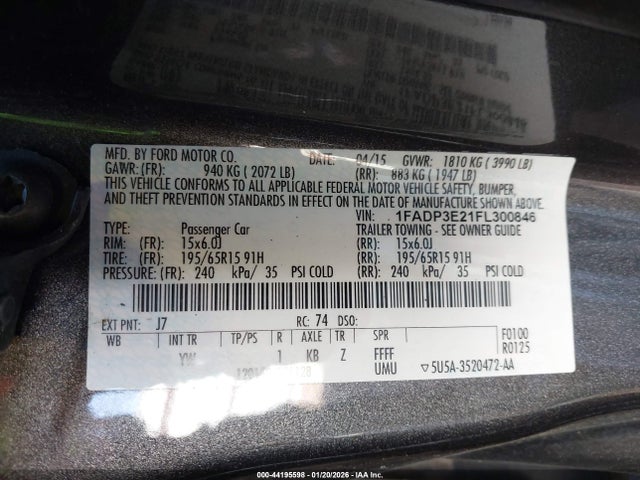 MFD. BY FORD MOTOR CO. DATE: 04/15 GVWR: 1810 KG ( 3990 LB)
GAWR: (FR): 940 KG ( 2072 LB) (RR): 883 KG ( 1947 LB)
THIS VEHICLE CONFORMS TO ALL APPLICABLE FEDERAL MOTOR VEHICLE SAFETY, BUMPER,
AND THEFT PREVENTION STANDARDS IN EFFECT ON THE DATE OF MANUFACTURE SHOWN ABOVE.
VIN: 1FADP3E21FL300846
TYPE: Passenger Car TRAILER TOWING - SEE OWNER GUIDE
RIM: (FR): 15x6.0J (RR): 15x6.0J
TIRE: (FR): 195/65R15 91H (RR): 195/65R15 91H
PRESSURE: (FR): 240 kPa/ 35 PSI COLD (RR): 240 kPa/ 35 PSI COLD
EXT PNT: J7 RC: 74 DSO: F0100
WB INT TR TP/PS R AXLE TR SPR R0125
YW 1 KB Z FFFF
UMU ▽5U5A-3520472-AA
000-44195598 - 01/20/2026 - IAA Inc.